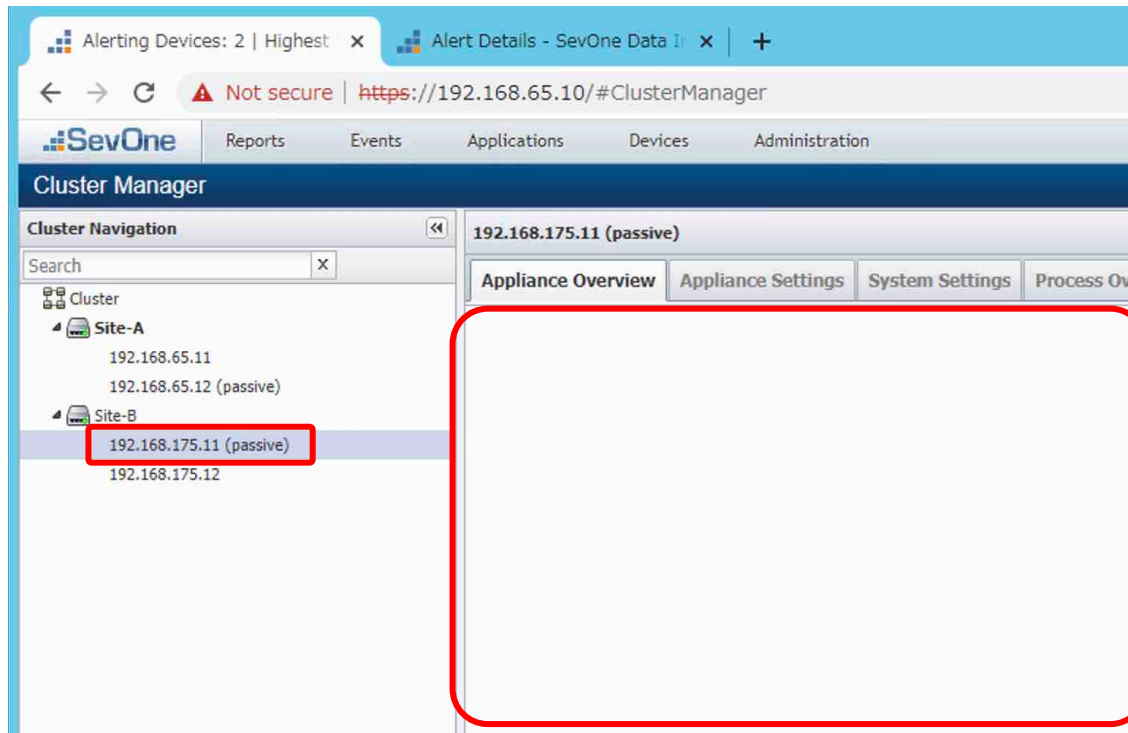 Alerting Devices: 2 | Highest
Alert Details - SevOne Data In
Not secure | https://192.168.65.10/#ClusterManager
SevOne Reports Events Applications Devices Administration
Cluster Manager
Cluster Navigation
Search X
Cluster
Site-A
192.168.65.11
192.168.65.12 (passive)
Site-B
192.168.175.11 (passive)
192.168.175.12
192.168.175.11 (passive)
Appliance Overview Appliance Settings System Settings Process Ov